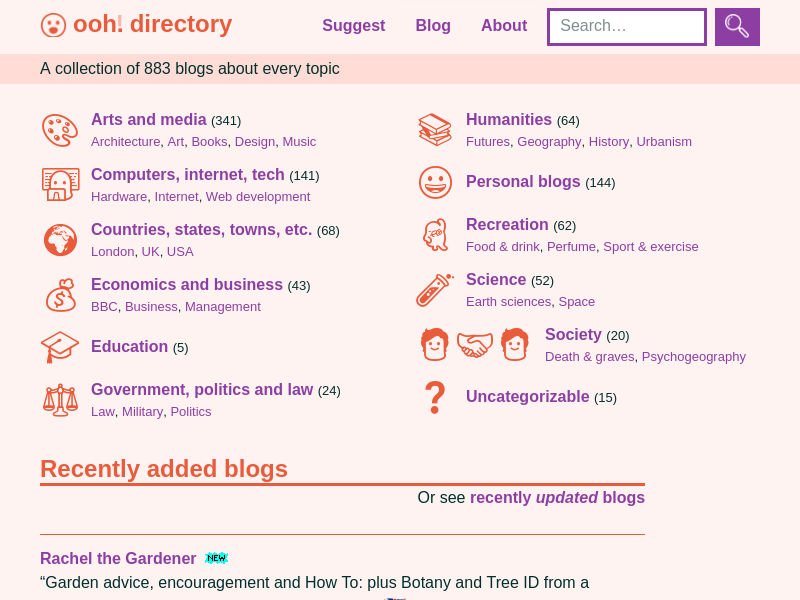 ooh! directory
Suggest Blog About Search…
A collection of 883 blogs about every topic
Arts and media (341)
Architecture, Art, Books, Design, Music
Computers, internet, tech (141)
Hardware, Internet, Web development
Countries, states, towns, etc. (68)
London, UK, USA
Economics and business (43)
BBC, Business, Management
Education (5)
Government, politics and law (24)
Law, Military, Politics
Humanities (64)
Futures, Geography, History, Urbanism
Personal blogs (144)
Recreation (62)
Food & drink, Perfume, Sport & exercise
Science (52)
Earth sciences, Space
Society (20)
Death & graves, Psychogeography
Uncategorizable (15)
Recently added blogs
Or see recently updated blogs
Rachel the Gardener NEW
“Garden advice, encouragement and How To: plus Botany and Tree ID from a